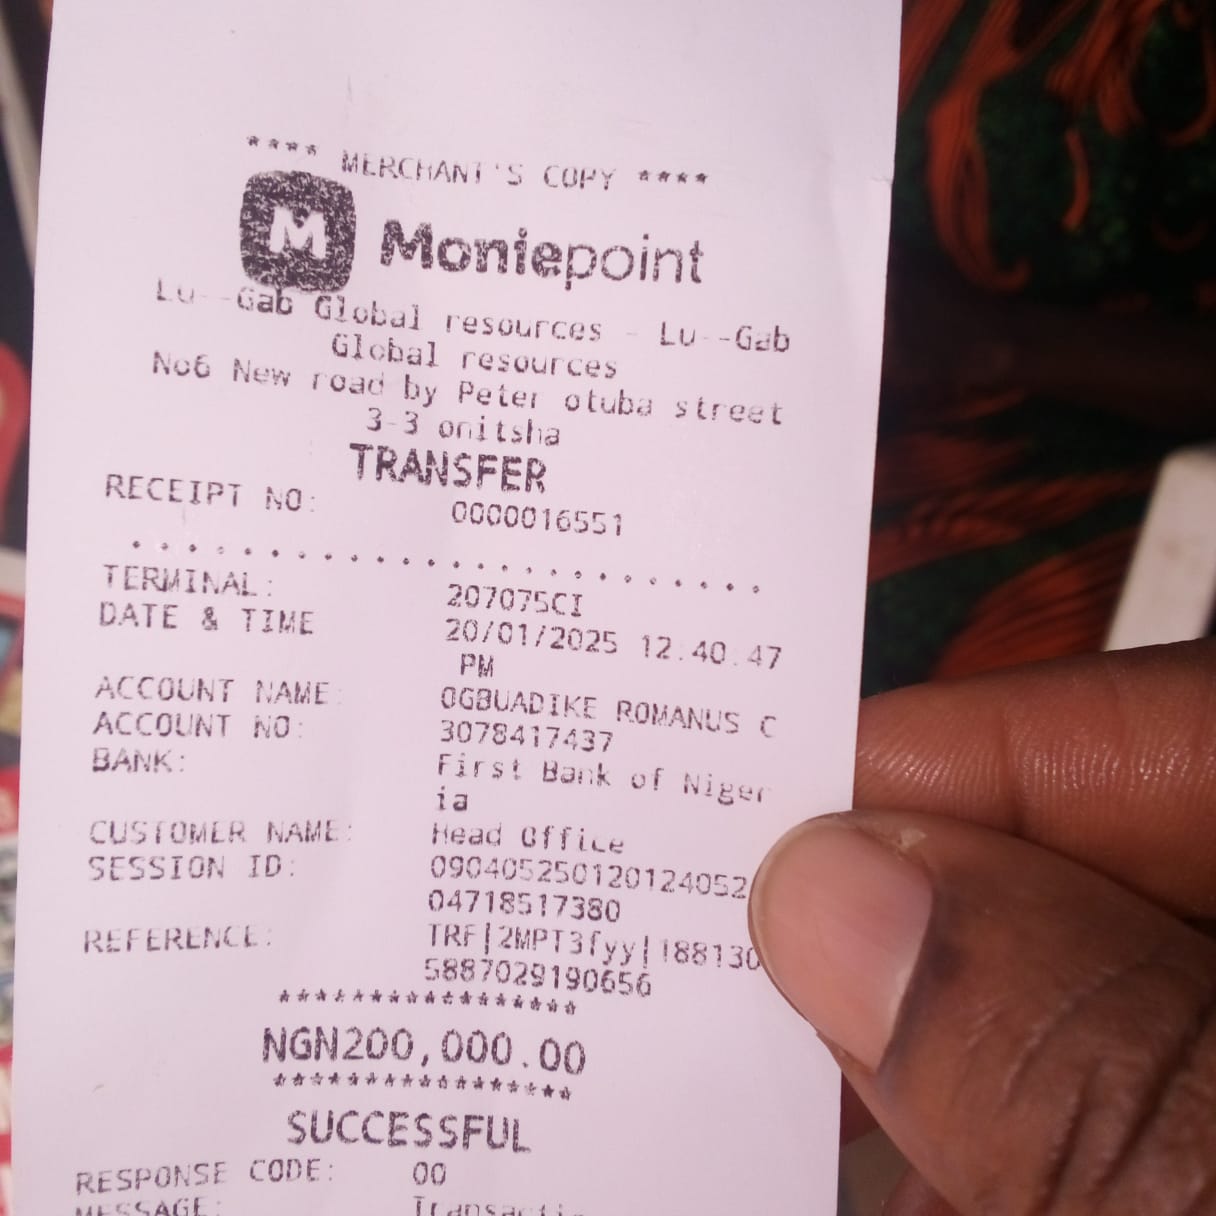 **** MERCHANT'S COPY ****
M Moniepoint
Lu--Gab Global resources - Lu--Gab
Global resources
No6 New road by Peter otuba street
3-3 onitsha
TRANSFER
RECEIPT NO: 0000016551
TERMINAL: 207075CI
DATE & TIME 20/01/2025 12:40:47
PM
ACCOUNT NAME: OGBUADIKE ROMANUS C
ACCOUNT NO: 3078417437
BANK: First Bank of Niger
ia
CUSTOMER NAME: Head Office
SESSION ID: 090405250120124052
04718517380
REFERENCE: TRF|2MPT3fyy|188130
5887029190656
*****************
NGN200,000.00
*****************
SUCCESSFUL
RESPONSE CODE: 00
MESSAGE: